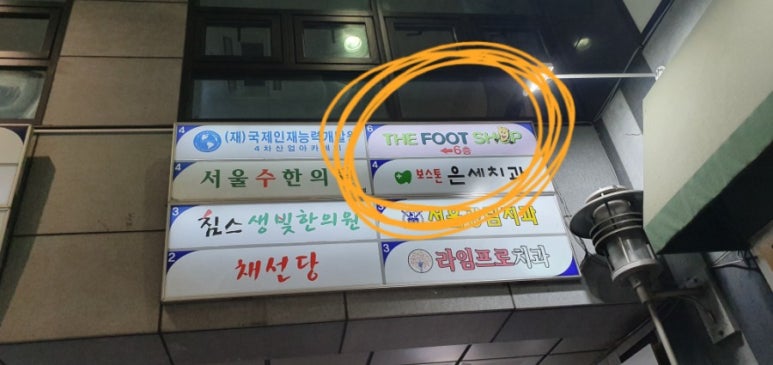 4
(재)국제인재능력개발원
4차산업아카데미
6
THE FOOT SHOP
⬅6층
서울수한의원
4
보스톤 은세치과
3
침스 생빛한의원
2
채설당
3
라임프로치과